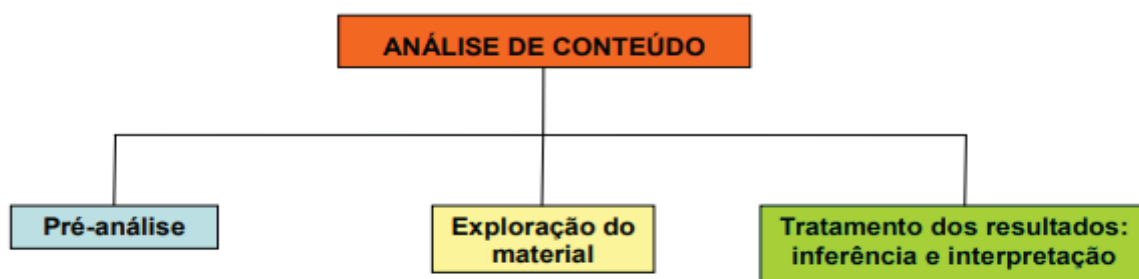 ANÁLISE DE CONTEÚDO
Pré-análise
Exploração do
material
Tratamento dos resultados:
inferência e interpretação